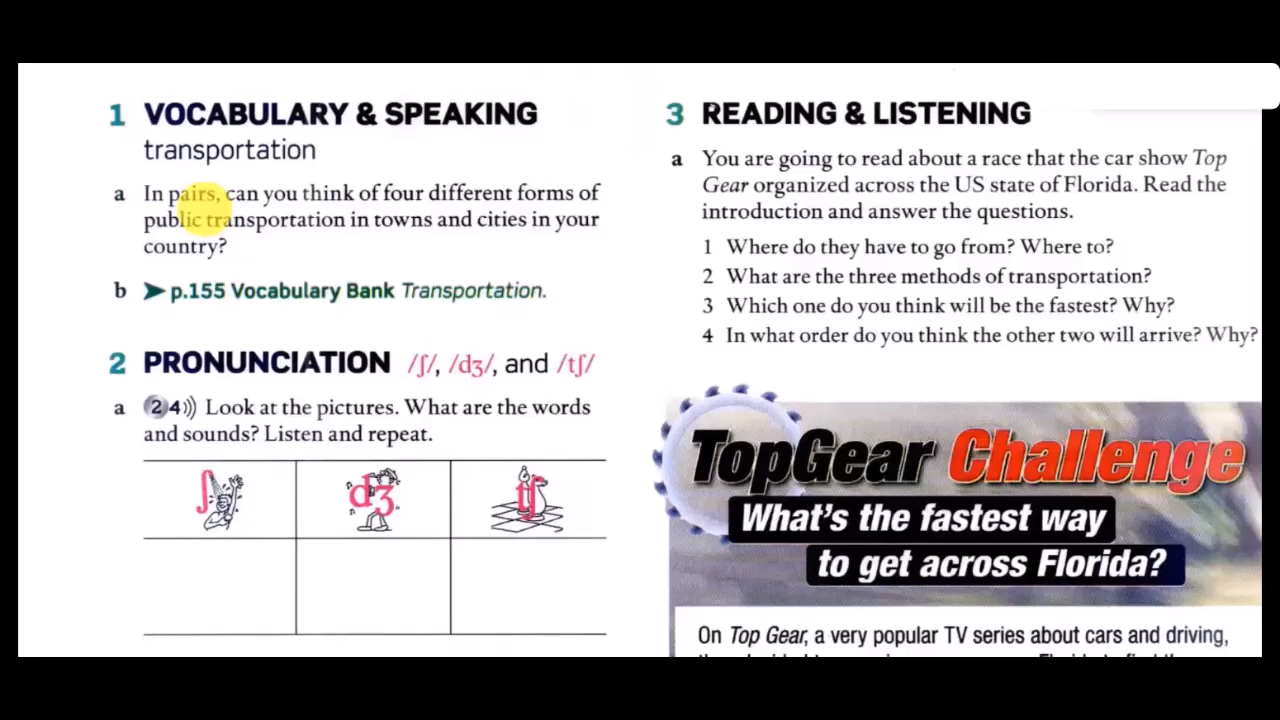 1 VOCABULARY & SPEAKING
transportation
a In pairs, can you think of four different forms of
public transportation in towns and cities in your
country?
b ➤ p.155 Vocabulary Bank Transportation.
2 PRONUNCIATION /ʃ/, /dʒ/, and /tʃ/
a 2 4 Look at the pictures. What are the words
and sounds? Listen and repeat.
ʃ dʒ tʃ
3 READING & LISTENING
a You are going to read about a race that the car show Top
Gear organized across the US state of Florida. Read the
introduction and answer the questions.
1 Where do they have to go from? Where to?
2 What are the three methods of transportation?
3 Which one do you think will be the fastest? Why?
4 In what order do you think the other two will arrive? Why?
TopGear Challenge
What's the fastest way
to get across Florida?
On Top Gear, a very popular TV series about cars and driving,